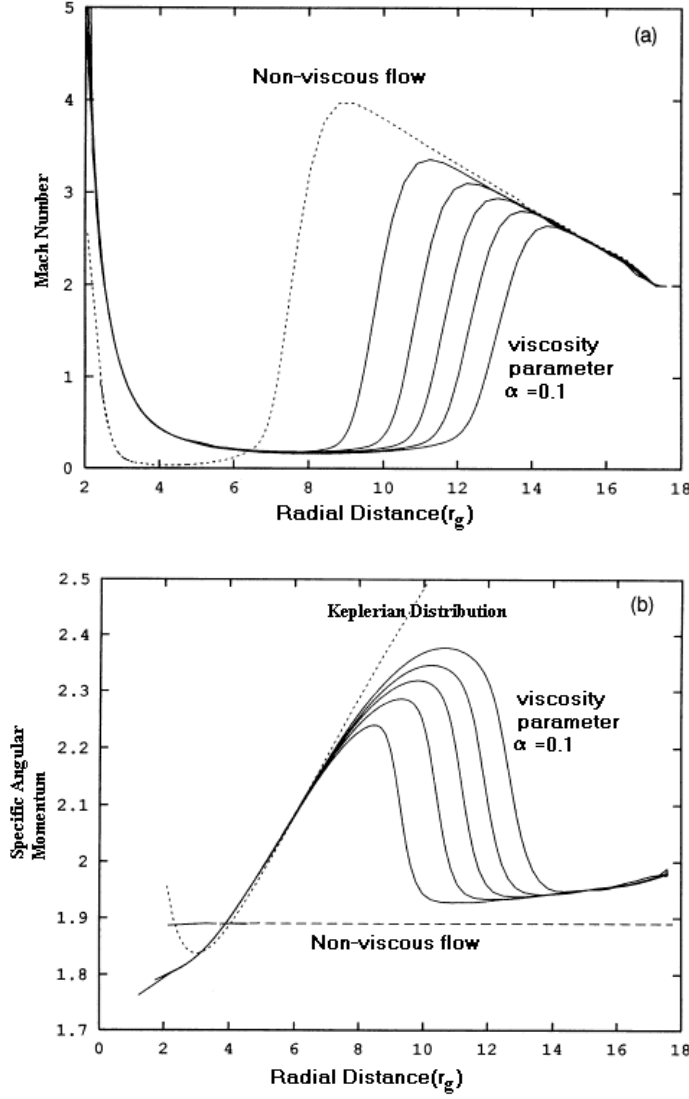 5
4
3
2
1
0
(a)
Non-viscous flow
Mach Number
viscosity
parameter
α =0.1
2 4 6 8 10 12 14 16 18
Radial Distance(rg)
2.5
2.4
2.3
2.2
2.1
2
1.9
1.8
1.7
(b)
Keplerian Distribution
viscosity
parameter
α =0.1
Specific Angular
Momentum
Non-viscous flow
0 2 4 6 8 10 12 14 16 18
Radial Distance(rg)